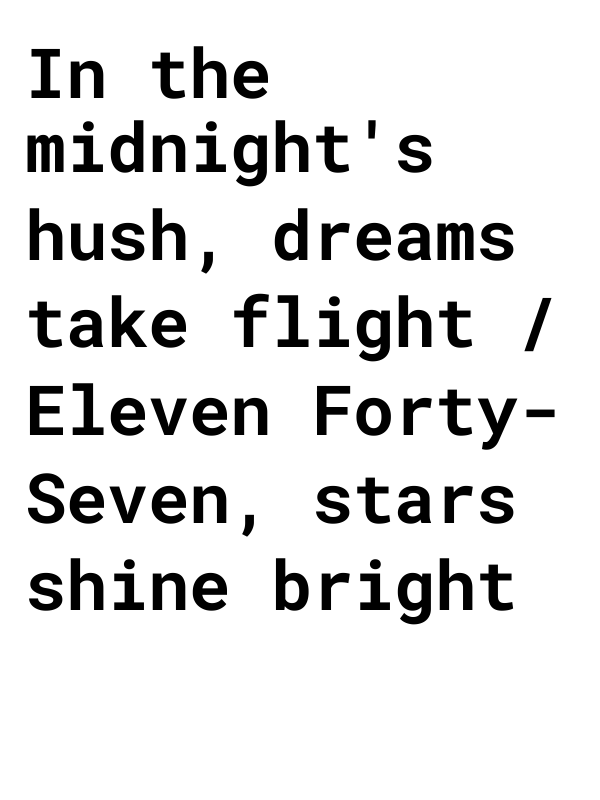 In the
midnight's
hush, dreams
take flight /
Eleven Forty-
Seven, stars
shine bright